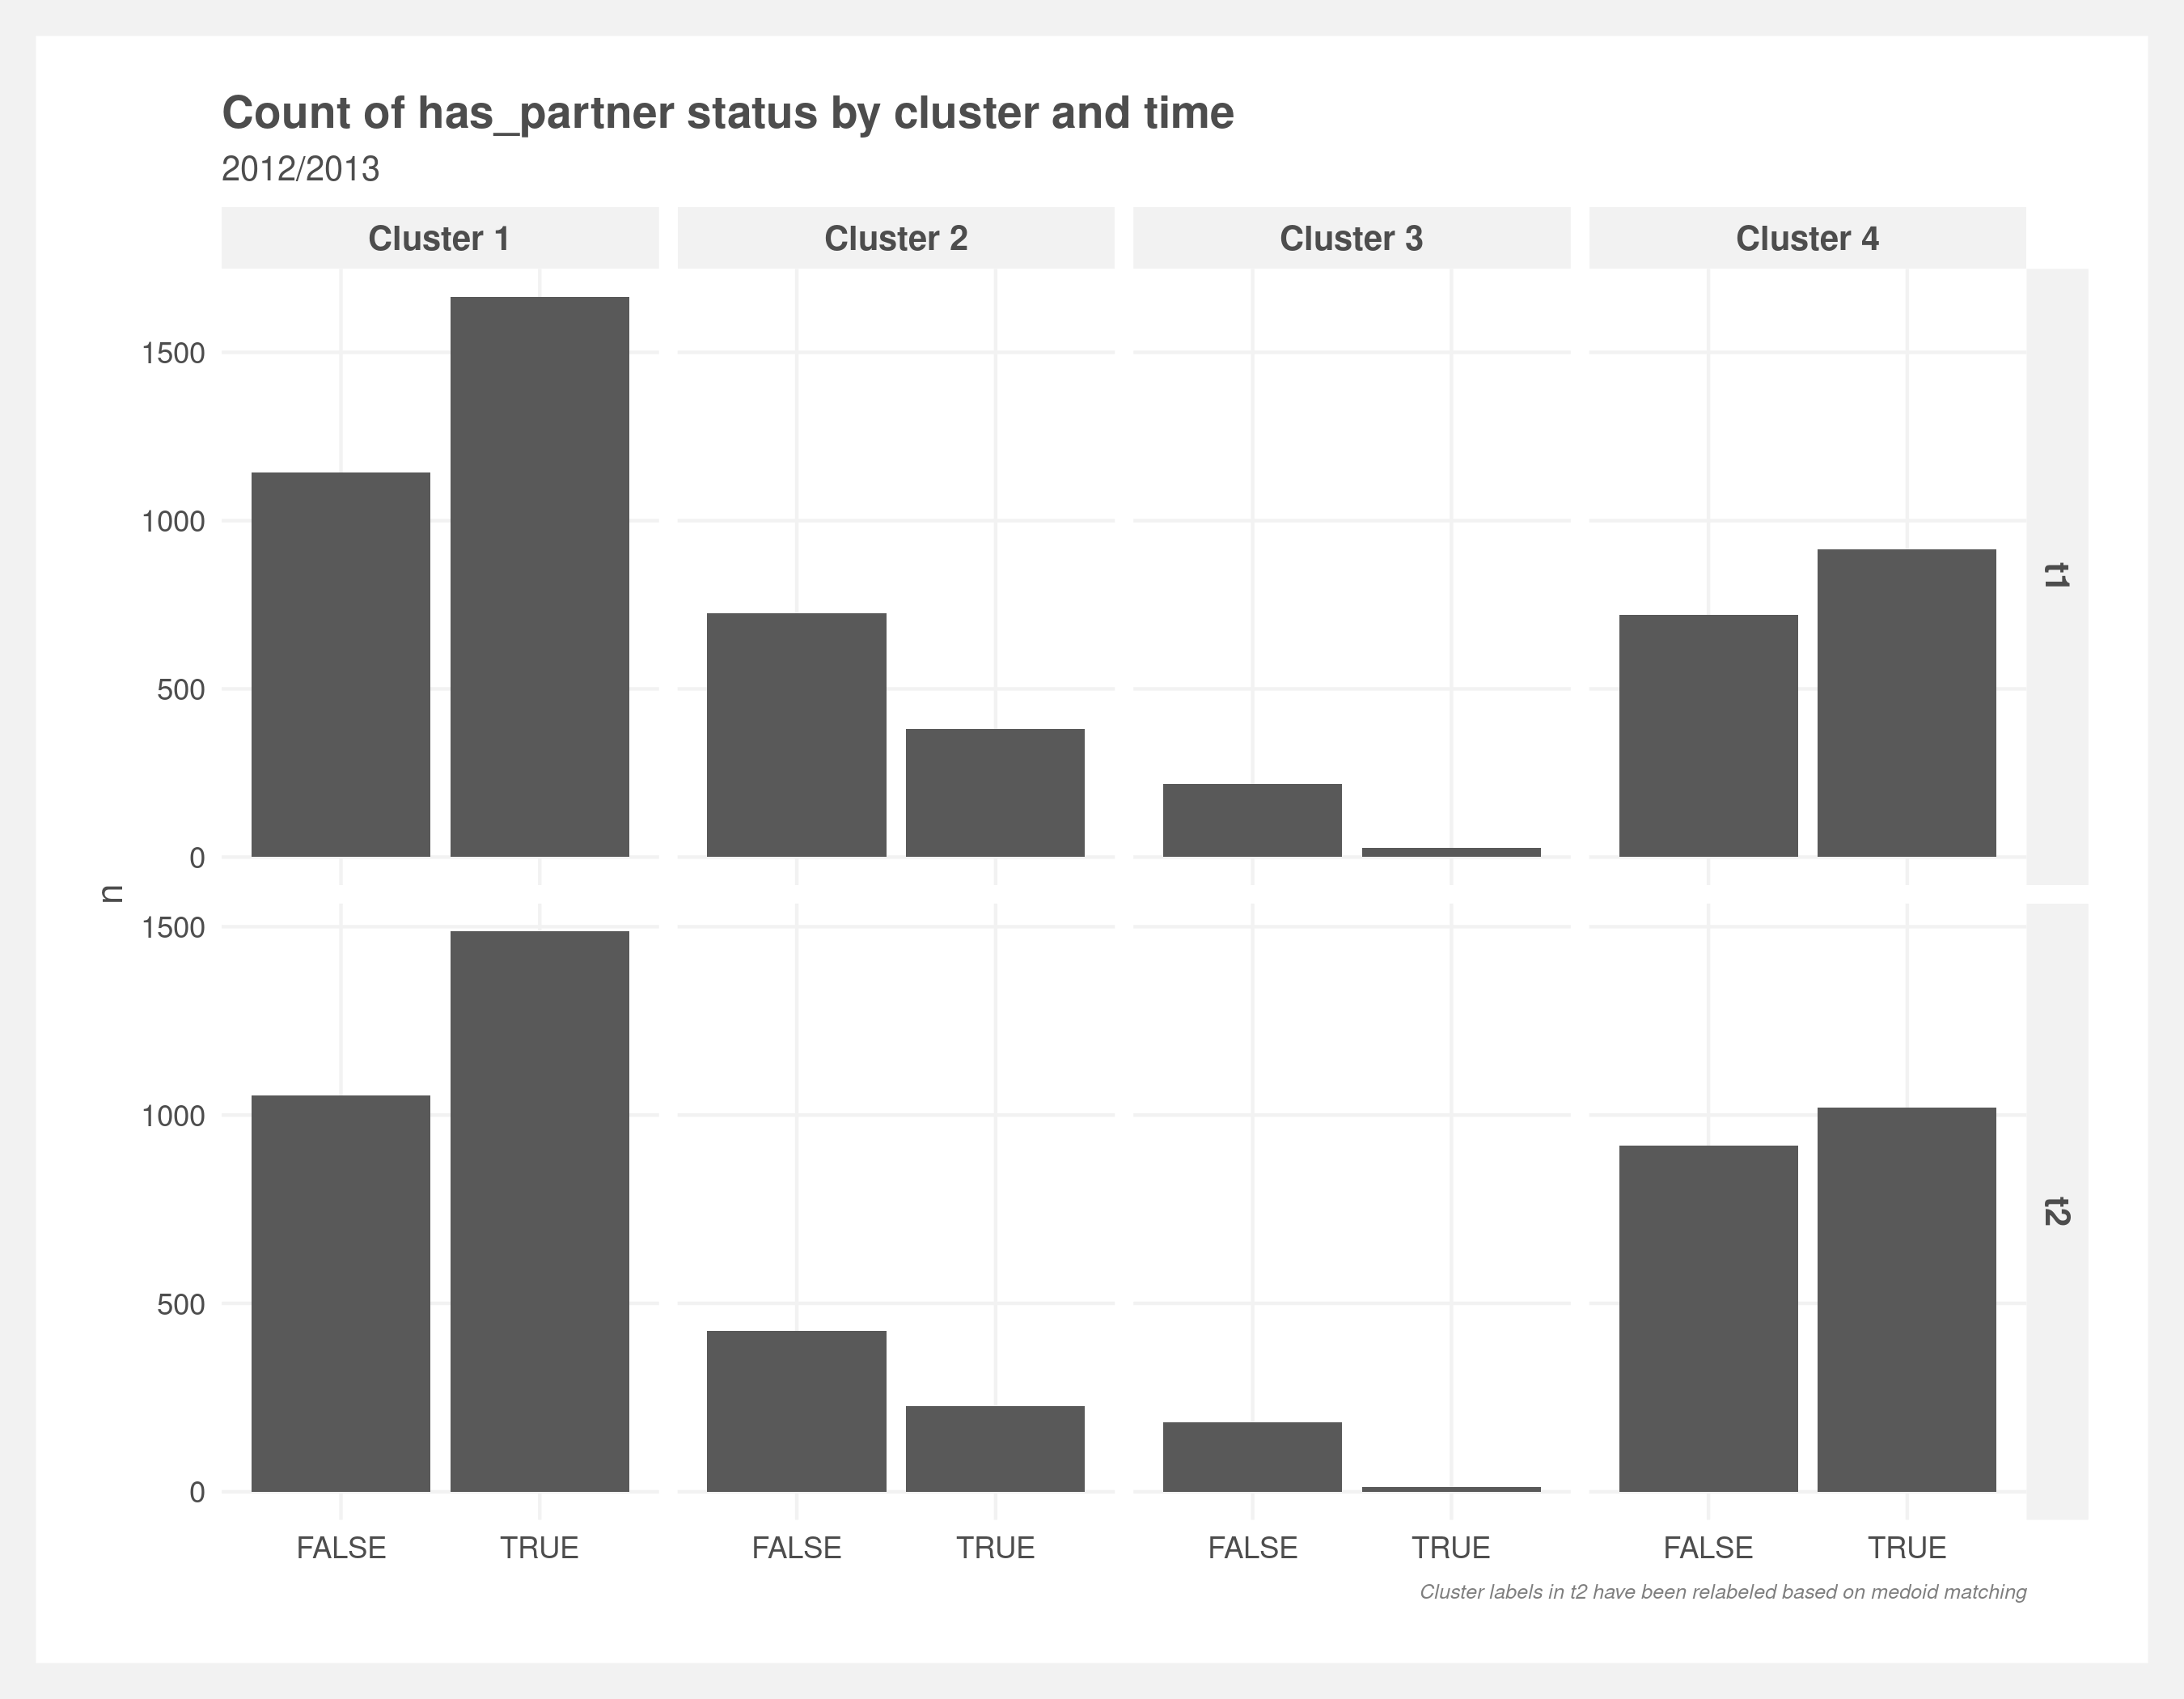 Count of has_partner status by cluster and time
2012/2013
Cluster 1 Cluster 2 Cluster 3 Cluster 4
1500
1000
500
0
t1
n
1500
1000
500
0
t2
FALSE TRUE FALSE TRUE FALSE TRUE FALSE TRUE
Cluster labels in t2 have been relabeled based on medoid matching